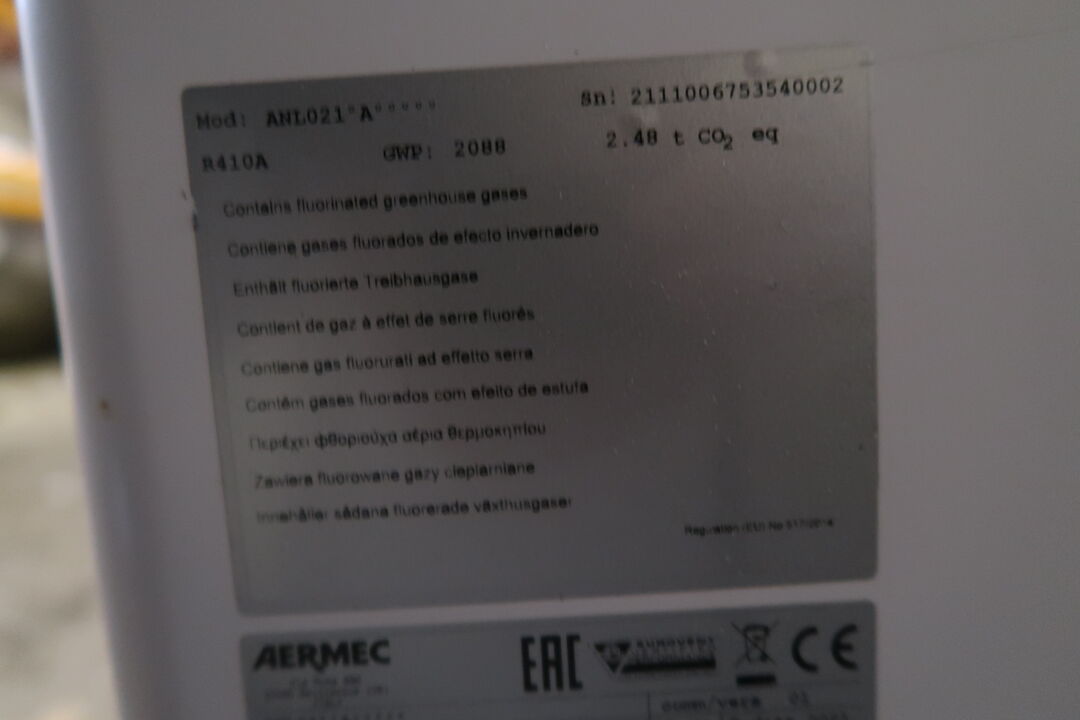 Mod: ANL021°A°°°°° Sn: 2111006753540002
R410A GWP: 2088 2.48 t CO₂ eq
Contains fluorinated greenhouse gases
Contiene gases fluorados de efecto invernadero
Enthält fluorierte Treibhausgase
Contient de gaz à effet de serre fluorés
Contiene gas fluorurati ad effetto serra
Contém gases fluorados com efeito de estufa
Περιέχει φθοριούχα αέρια θερμοκηπίου
Zawiera fluorowane gazy cieplarniane
Innehåller sådana fluorerade växthusgaser
Regulation (EU) No 517/2014
AERMEC EAC CE